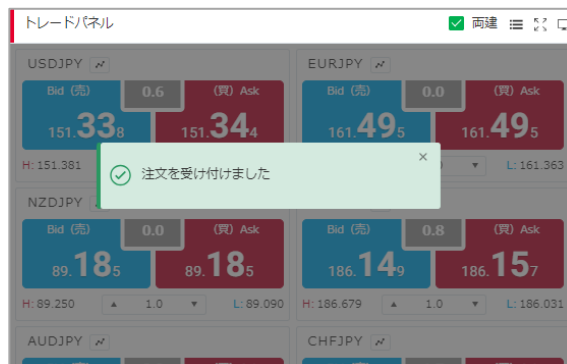 トレードパネル
両建
USDJPY
EURJPY
Bid (売) 0.6 (買) Ask
Bid (売) 0.0 (買) Ask
151.338 151.344
161.495 161.495
H: 151.381
L: 161.363
注文を受け付けました
×
NZDJPY
Bid (売) 0.0 (買) Ask
Bid (売) 0.8 (買) Ask
89.185 89.185
186.149 186.157
H: 89.250 ▲ 1.0 ▼ L: 89.090
H: 186.679 ▲ 1.0 ▼ L: 186.031
AUDJPY
CHFJPY